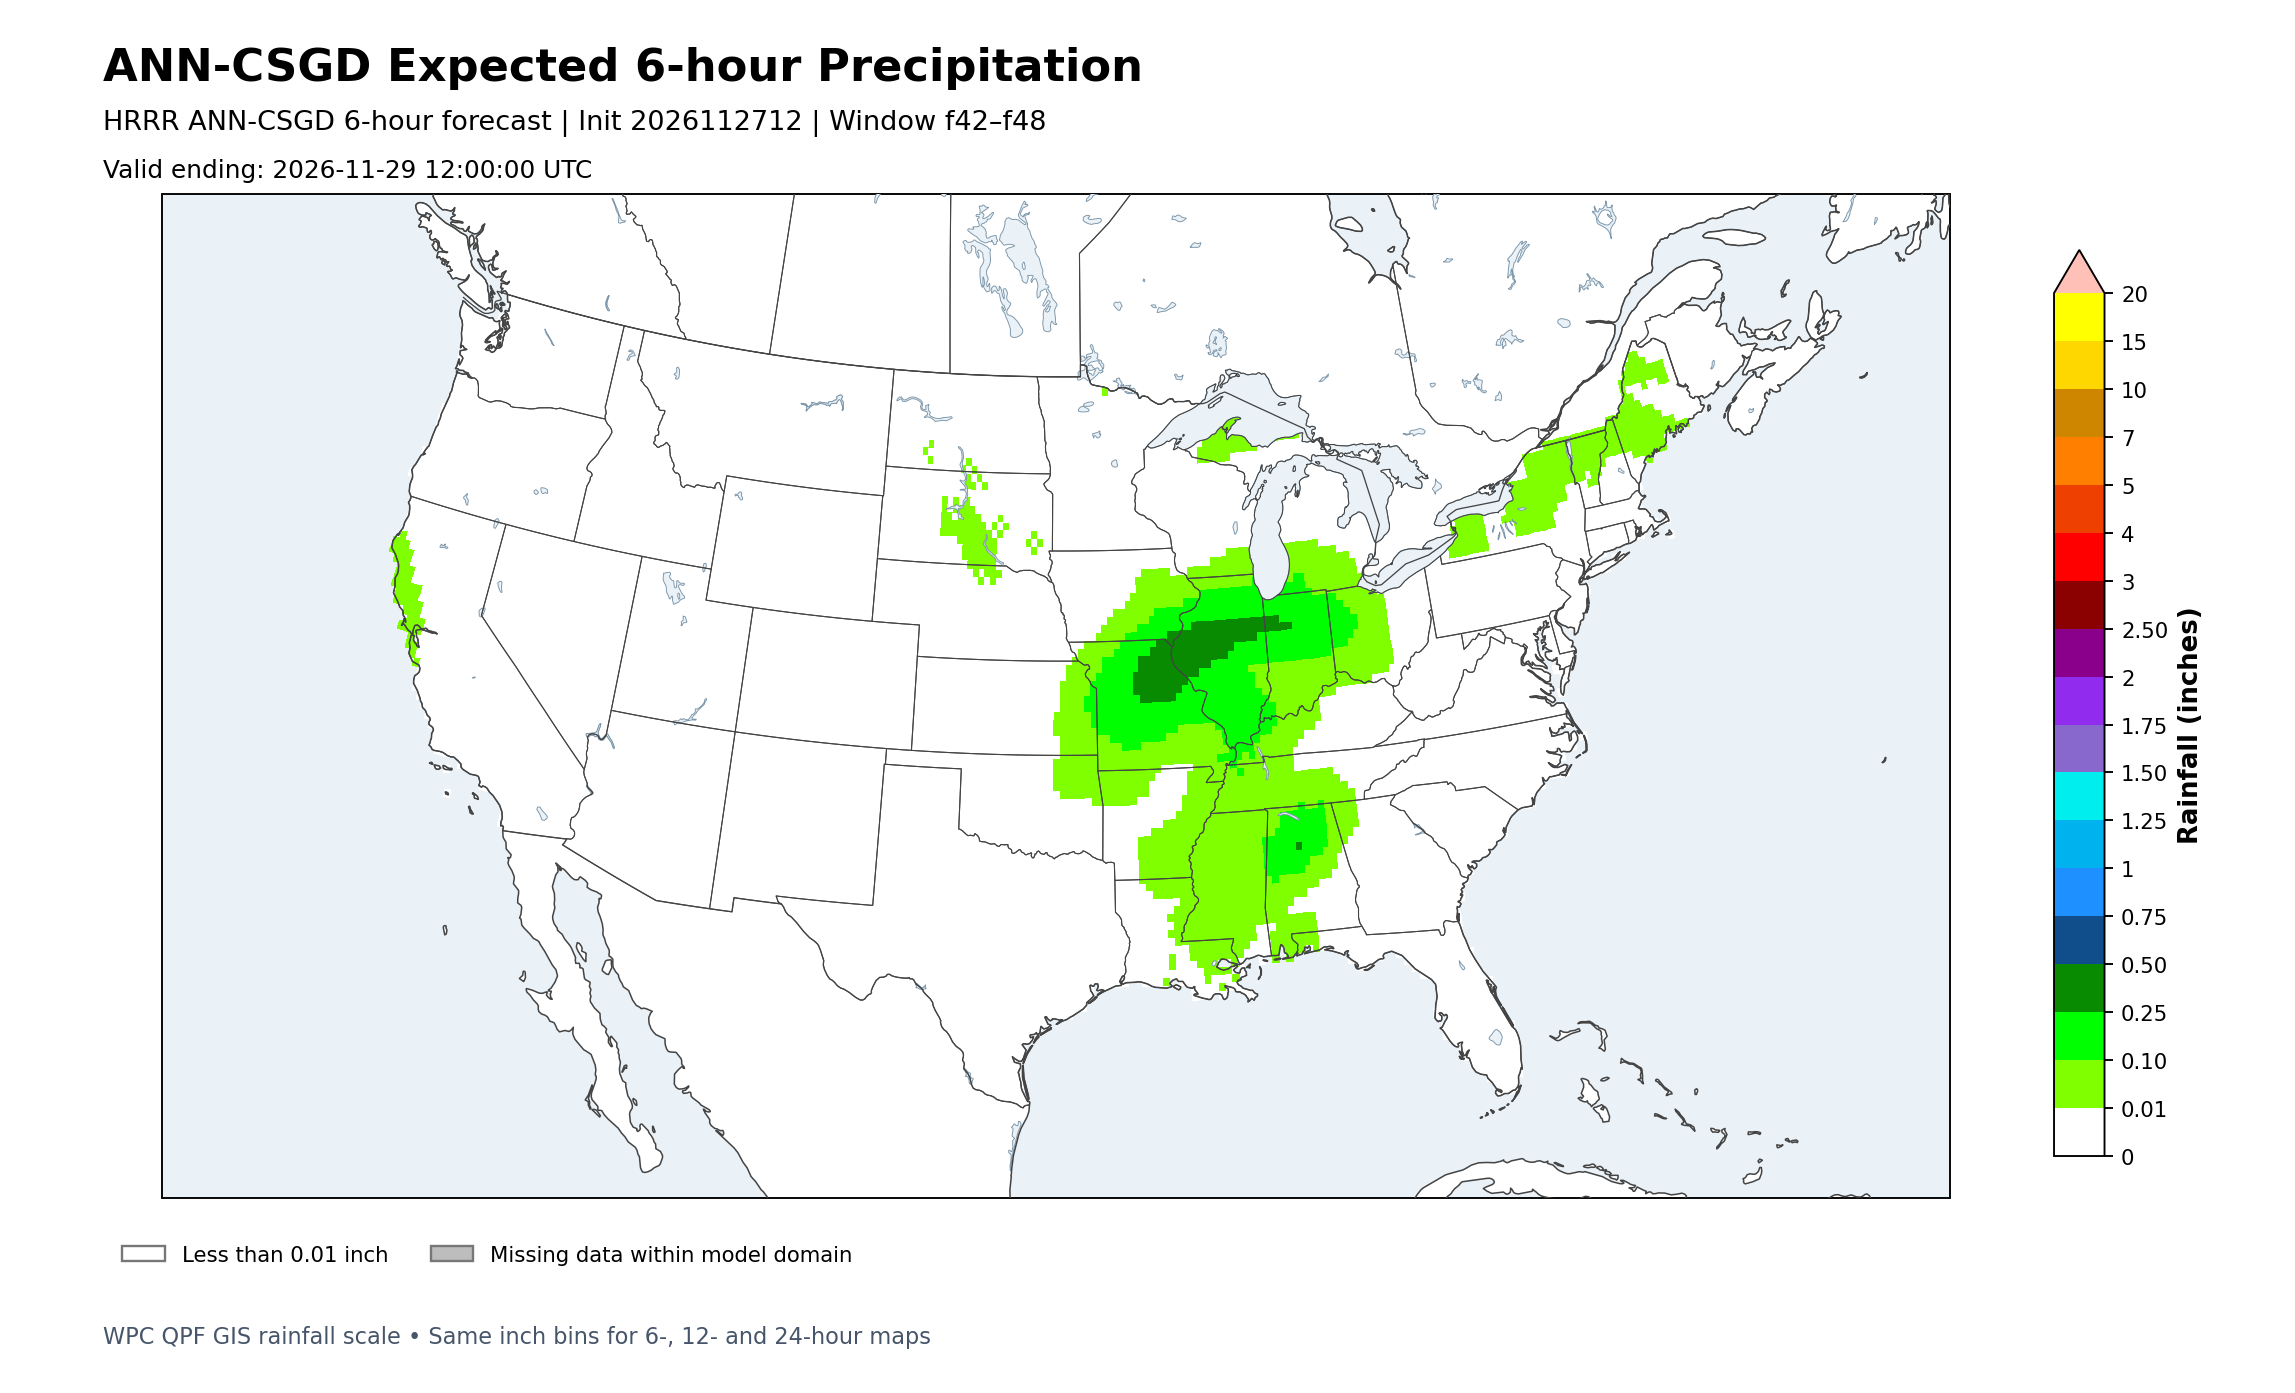 ANN-CSGD Expected 6-hour Precipitation
HRRR ANN-CSGD 6-hour forecast | Init 2026112712 | Window f42–f48
Valid ending: 2026-11-29 12:00:00 UTC
20
15
10
7
5
4
3
2.50
2
1.75
1.50
1.25
1
0.75
0.50
0.25
0.10
0.01
0
Rainfall (inches)
Less than 0.01 inch
Missing data within model domain
WPC QPF GIS rainfall scale • Same inch bins for 6-, 12- and 24-hour maps